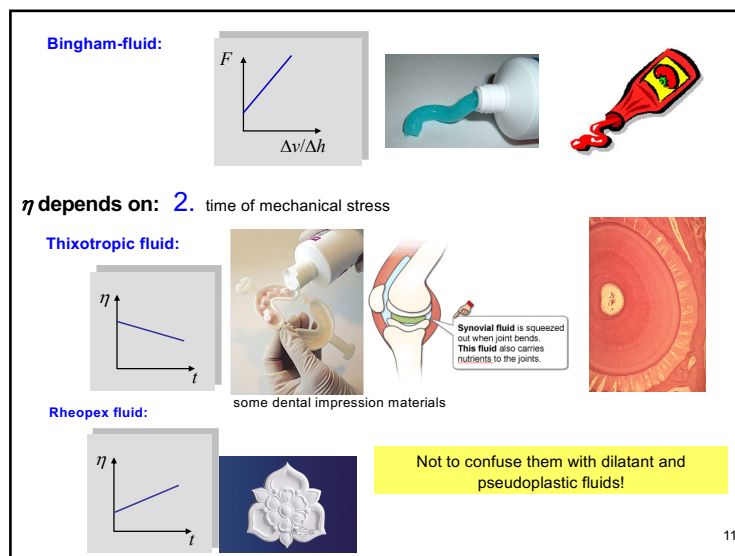 Bingham-fluid:
F
Δv/Δh
η depends on: 2. time of mechanical stress
Thixotropic fluid:
η
t
Synovial fluid is squeezed
out when joint bends.
This fluid also carries
nutrients to the joints.
some dental impression materials
Rheopex fluid:
η
t
Not to confuse them with dilatant and
pseudoplastic fluids!
11